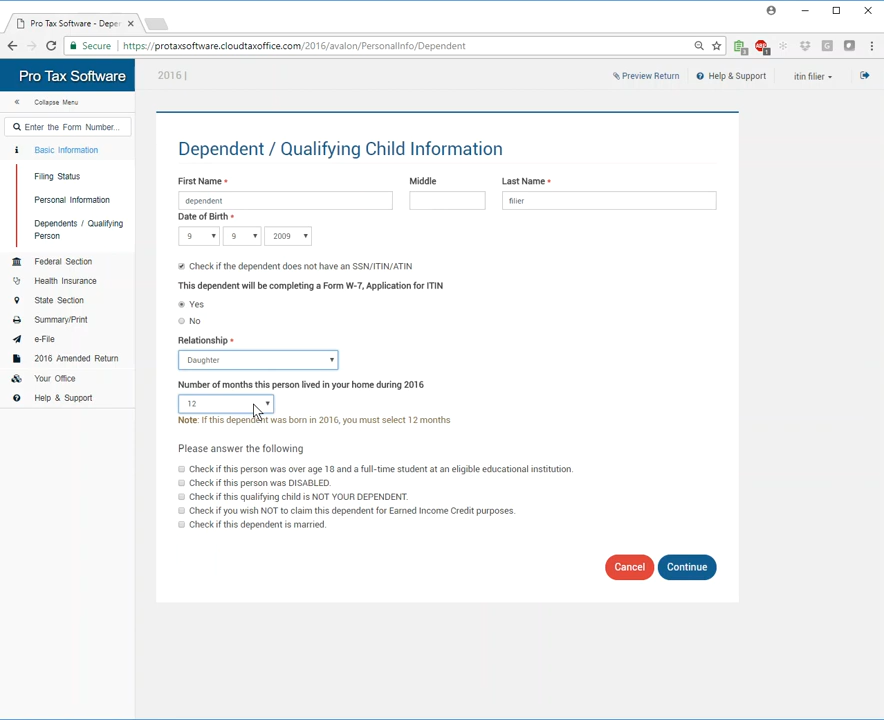 Pro Tax Software - Depen
Secure https://protaxsoftware.cloudtaxoffice.com/2016/avalon/PersonalInfo/Dependent
Pro Tax Software
2016 |
Preview Return
Help & Support
itin filier
Collapse Menu
Enter the Form Number...
Basic Information
Filing Status
Personal Information
Dependents / Qualifying
Person
Federal Section
Health Insurance
State Section
Summary/Print
e-File
2016 Amended Return
Your Office
Help & Support
Dependent / Qualifying Child Information
First Name *
Middle
Last Name *
dependent
filier
Date of Birth *
9 9 2009
Check if the dependent does not have an SSN/ITIN/ATIN
This dependent will be completing a Form W-7, Application for ITIN
Yes
No
Relationship *
Daughter
Number of months this person lived in your home during 2016
12
Note: If this dependent was born in 2016, you must select 12 months
Please answer the following
Check if this person was over age 18 and a full-time student at an eligible educational institution.
Check if this person was DISABLED.
Check if this qualifying child is NOT YOUR DEPENDENT.
Check if you wish NOT to claim this dependent for Earned Income Credit purposes.
Check if this dependent is married.
Cancel
Continue